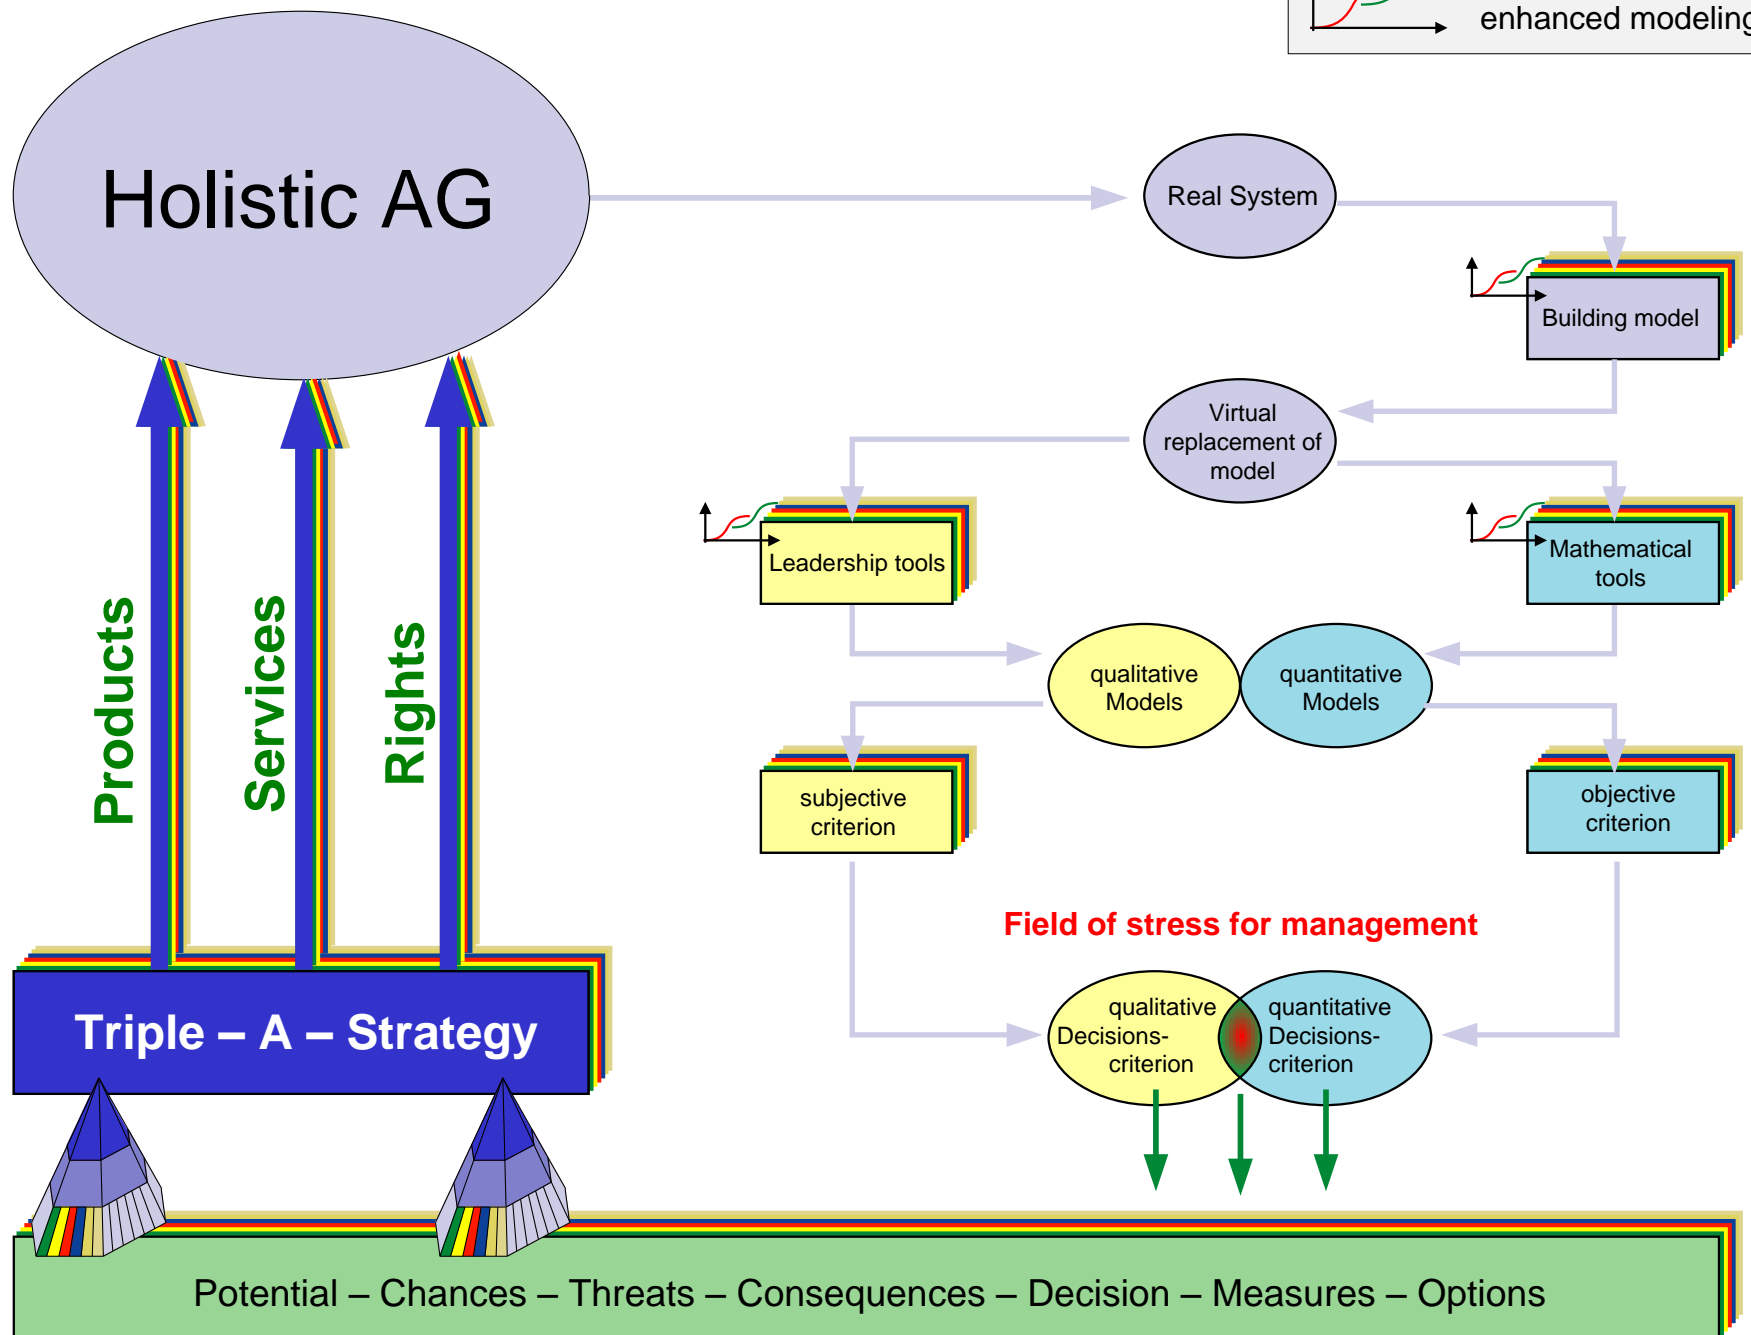 enhanced modeling
Holistic AG
Real System
Building model
Virtual
replacement of
model
Leadership tools
Mathematical
tools
Products
Services
Rights
qualitative
Models
quantitative
Models
subjective
criterion
objective
criterion
Field of stress for management
qualitative
Decisions-
criterion
quantitative
Decisions-
criterion
Triple – A – Strategy
Potential – Chances – Threats – Consequences – Decision – Measures – Options